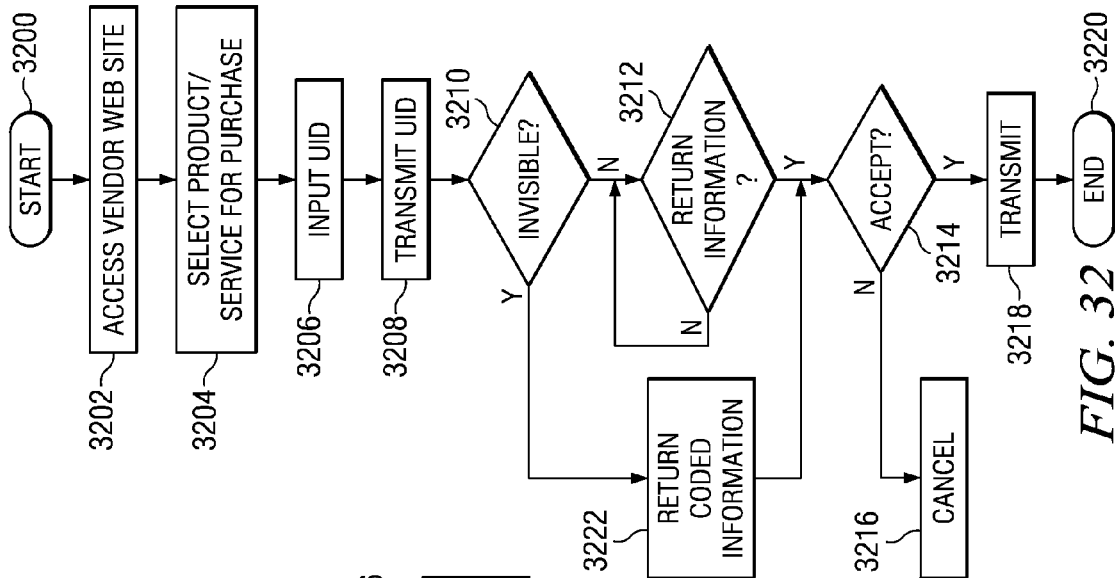 START
3200
ACCESS VENDOR WEB SITE
3202
SELECT PRODUCT/
SERVICE FOR PURCHASE
3204
INPUT UID
3206
TRANSMIT UID
3208
INVISIBLE?
3210
Y
N
RETURN
INFORMATION
?
3212
N
Y
RETURN
CODED
INFORMATION
3222
ACCEPT?
3214
N
Y
CANCEL
3216
TRANSMIT
3218
END
3220
FIG. 32